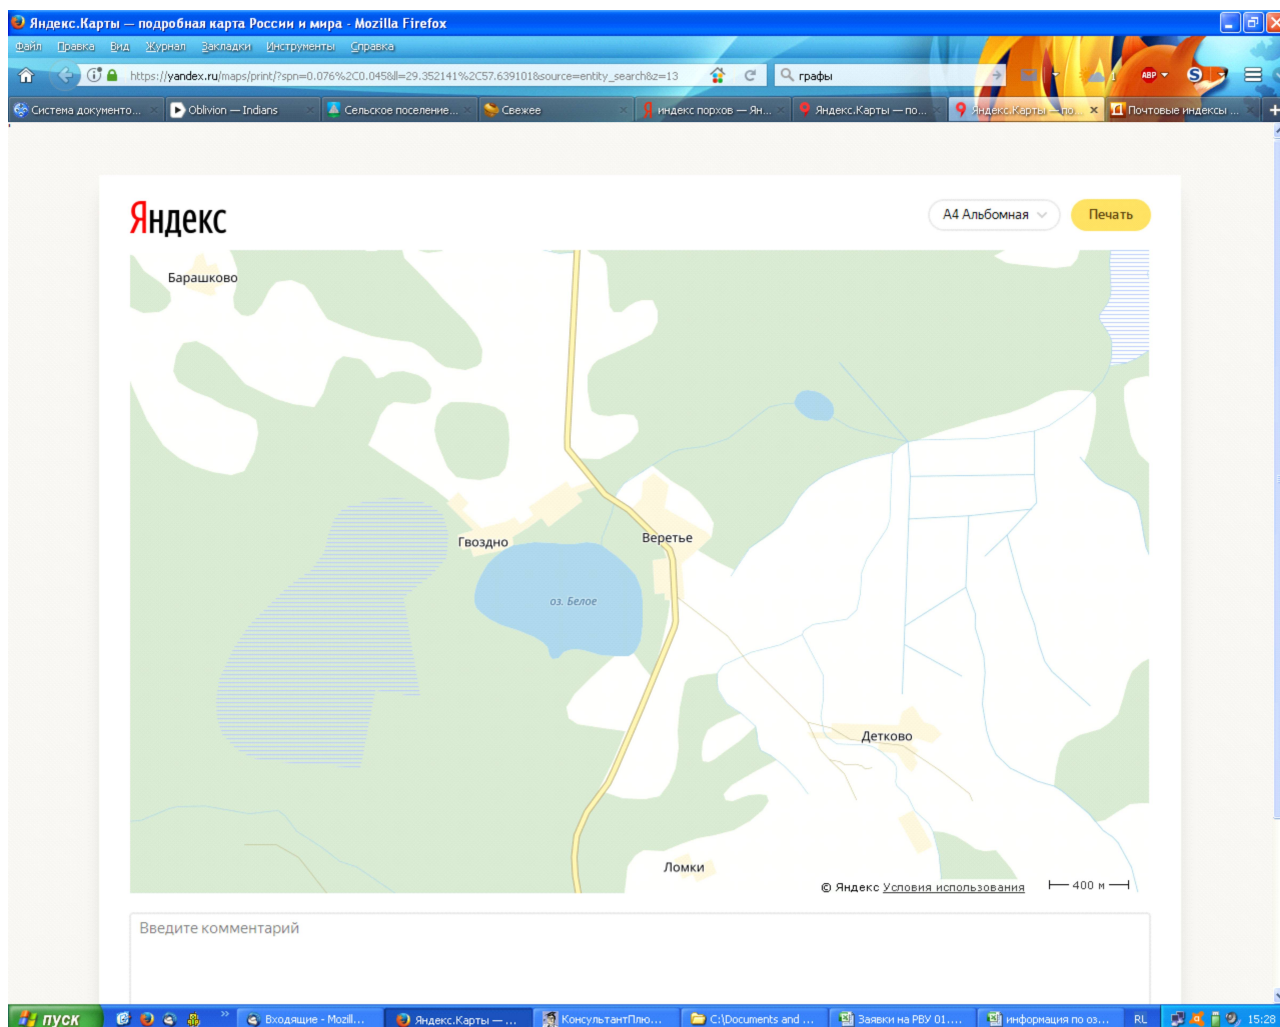 Яндекс.Карты — подробная карта России и мира - Mozilla Firefox
Файл Правка Вид Журнал Закладки Инструменты Справка
https://yandex.ru/maps/print/?spn=0.076%2C0.045&ll=29.352141%2C57.639101&source=entity_search&z=13
графы
ABP
S
Система документо...
Oblivion — Indians
Сельское поселение...
Свежее
индекс порхов — Ян...
Яндекс.Карты — по...
Яндекс.Карты — по...
Почтовые индексы ...
Яндекс
А4 Альбомная
Печать
Барашково
Гвоздно
Веретье
оз. Белое
Детково
Ломки
© Яндекс Условия использования
400 м
Введите комментарий
пуск
Входящие - Mozill...
Яндекс.Карты — ...
КонсультантПлю...
C:\Documents and ...
Заявки на РВУ 01....
информация по оз...
RL
15:28